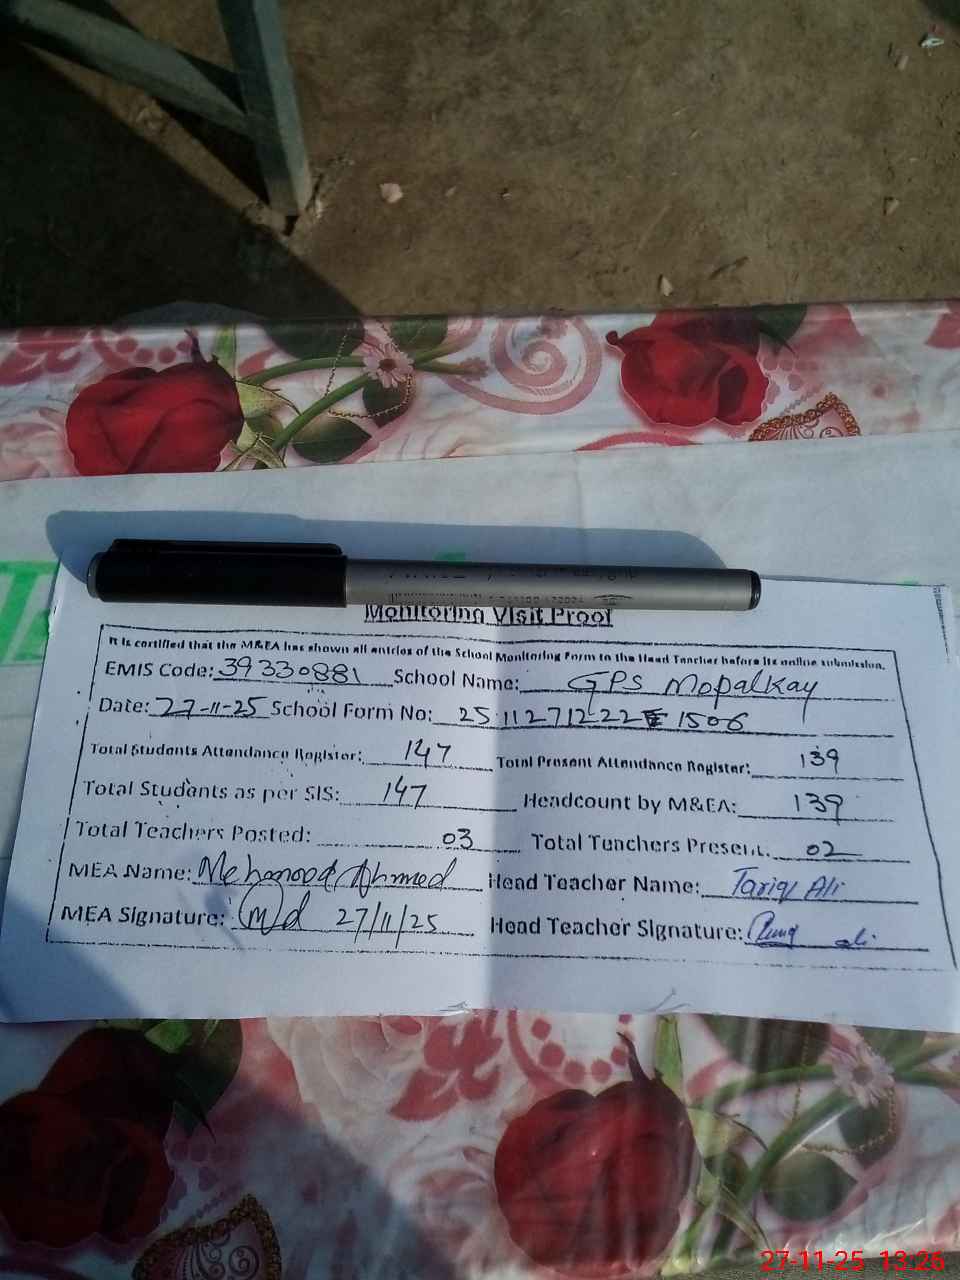 Monitoring Visit Proof
It is certified that the M&EA has shown all entries of the School Monitoring Form to the Head Teacher before its online submission.
EMIS Code: 39330881 School Name: GPS Mopalkay
Date: 27-11-25 School Form No: 25112712221506
Total Students Attendance Register: 147 Total Present Attendance Register: 139
Total Students as per SIS: 147 Headcount by M&EA: 139
Total Teachers Posted: 03 Total Teachers Present: 02
MEA Name: Mehmood Ahmed Head Teacher Name: Tariq Ali
MEA Signature: Md 27/11/25 Head Teacher Signature: ali
27-11-25 13:26